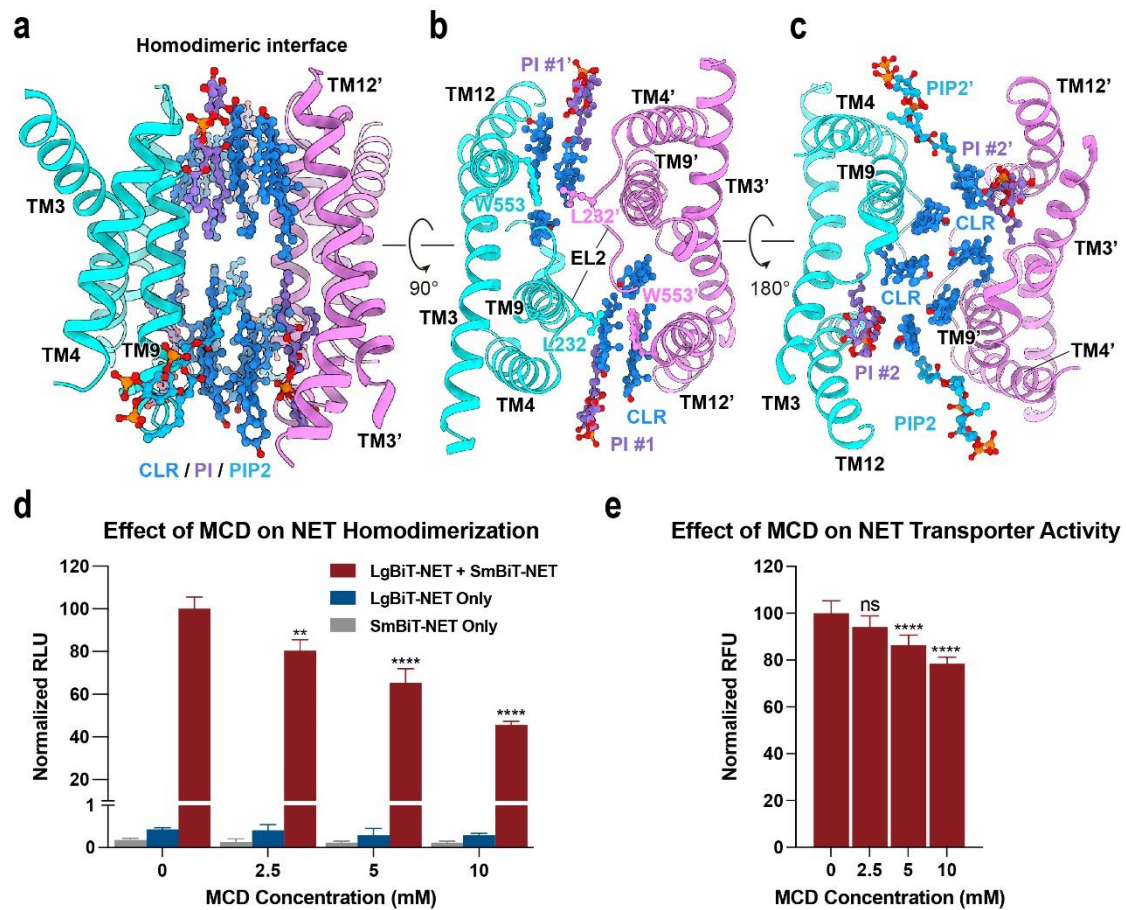 a
Homodimeric interface
TM12'
TM3
TM4
TM9
TM3'
CLR / PI / PIP2
90°
b
PI #1'
TM12
TM4'
TM9'
TM3'
W553
L232'
EL2
W553'
TM9
TM3
L232
TM4
TM12'
CLR
PI #1
180°
c
PIP2'
TM12'
TM4
PI #2'
TM9
CLR
TM3'
CLR
TM9'
TM4'
PI #2
TM3
PIP2
TM12
d
Effect of MCD on NET Homodimerization
Normalized RLU
120
100
80
60
40
20
1
0
LgBiT-NET + SmBiT-NET
LgBiT-NET Only
SmBiT-NET Only
**
****
****
0 2.5 5 10
MCD Concentration (mM)
e
Effect of MCD on NET Transporter Activity
Normalized RFU
120
100
80
60
40
20
0
ns
****
****
0 2.5 5 10
MCD Concentration (mM)